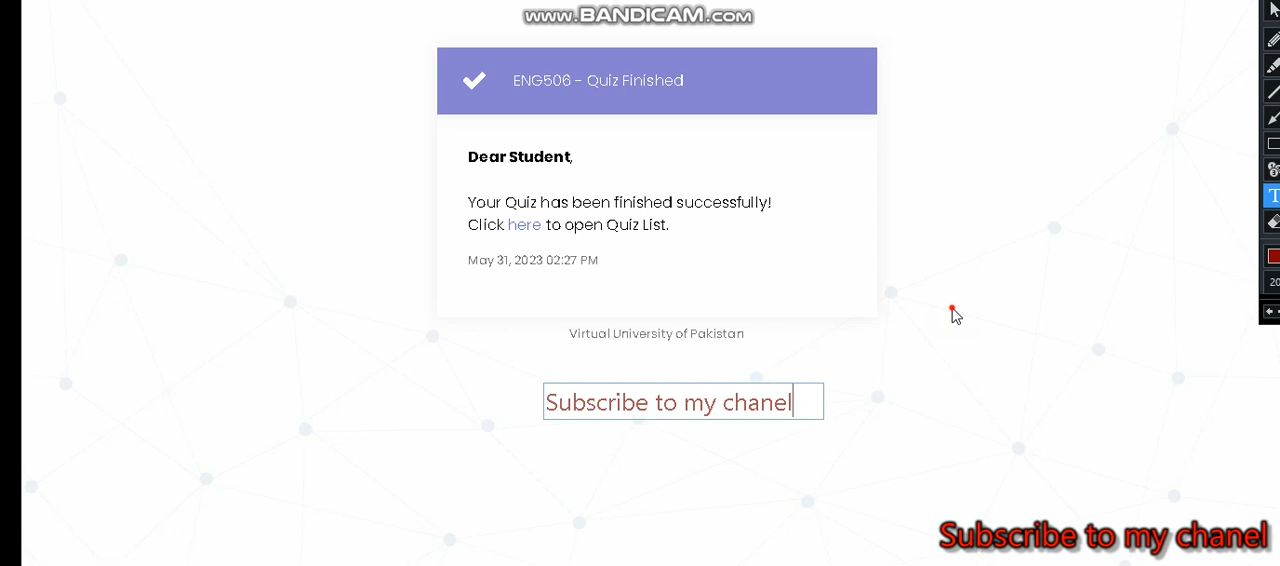 www.BANDICAM.com
ENG506 - Quiz Finished
Dear Student,
Your Quiz has been finished successfully!
Click here to open Quiz List.
May 31, 2023 02:27 PM
Virtual University of Pakistan
Subscribe to my chanel
T
20
Subscribe to my chanel